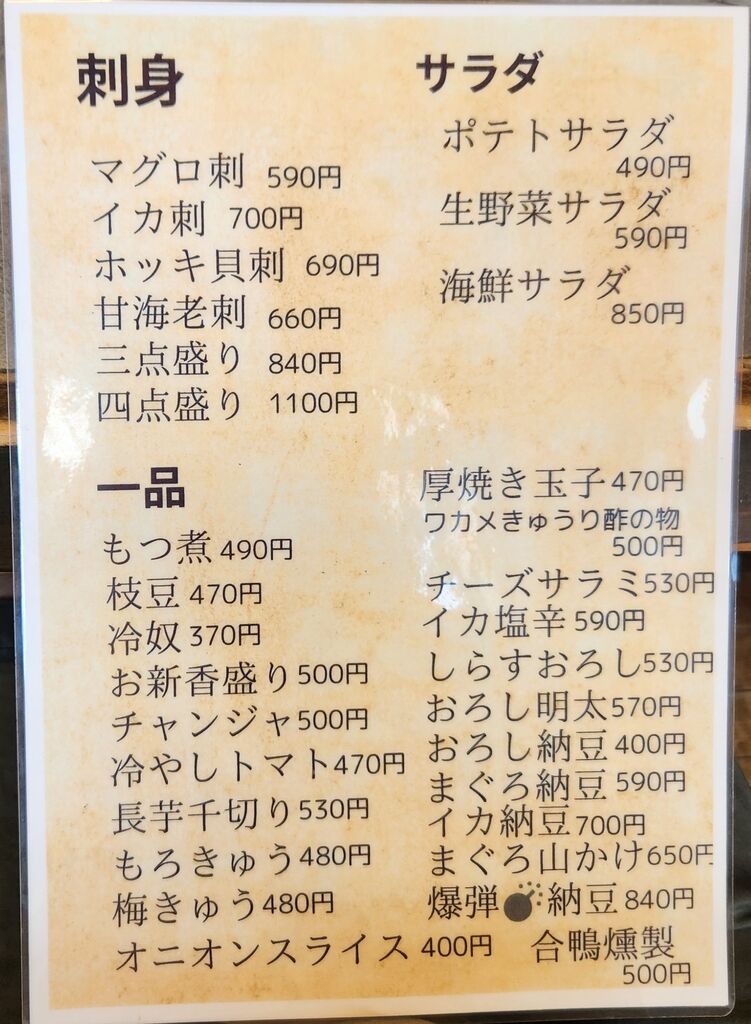 刺身
マグロ刺 590円
イカ刺 700円
ホッキ貝刺 690円
甘海老刺 660円
三点盛り 840円
四点盛り 1100円
サラダ
ポテトサラダ
490円
生野菜サラダ
590円
海鮮サラダ
850円
一品
もつ煮 490円
枝豆 470円
冷奴 370円
お新香盛り 500円
チャンジャ 500円
冷やしトマト 470円
長芋千切り 530円
もろきゅう 480円
梅きゅう 480円
オニオンスライス 400円
厚焼き玉子 470円
ワカメきゅうり酢の物
500円
チーズサラミ 530円
イカ塩辛 590円
しらすおろし 530円
おろし明太 570円
おろし納豆 400円
まぐろ納豆 590円
イカ納豆 700円
まぐろ山かけ 650円
爆弾💣納豆 840円
合鴨燻製
500円